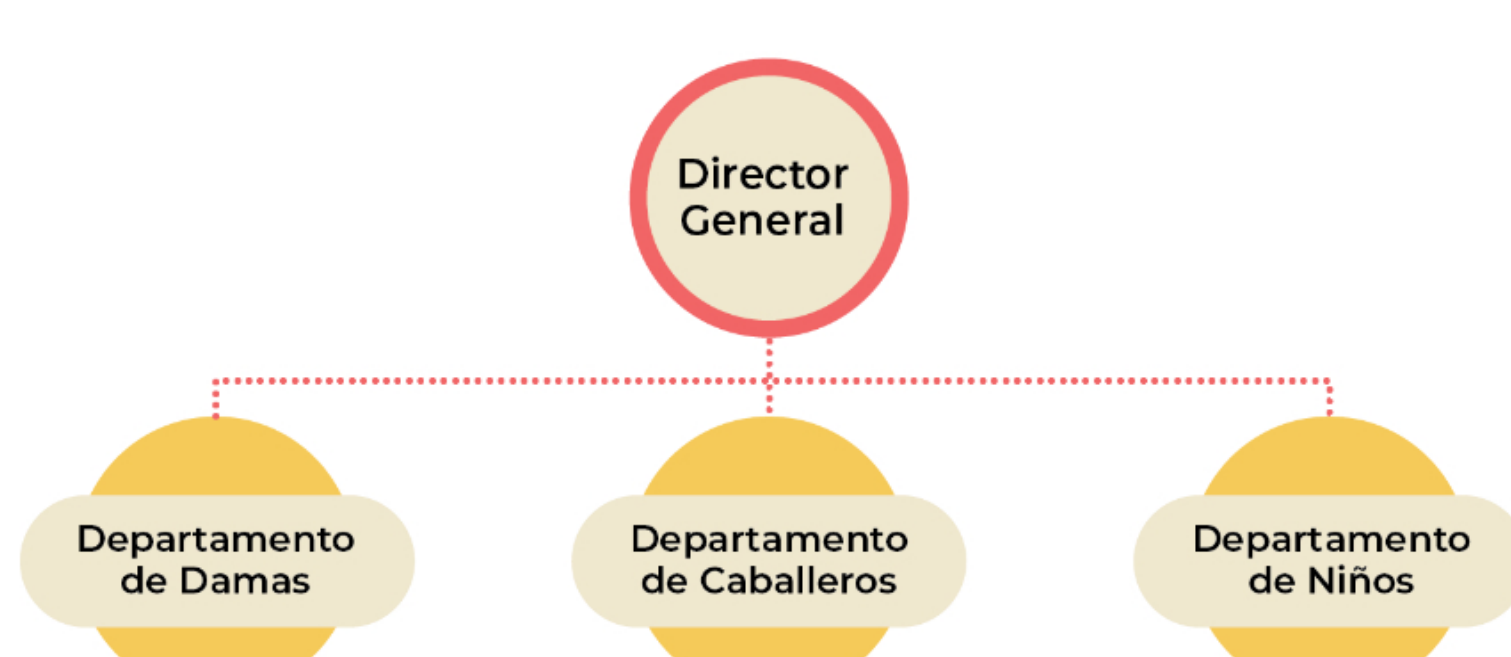 Director
General
Departamento
de Damas
Departamento
de Caballeros
Departamento
de Niños